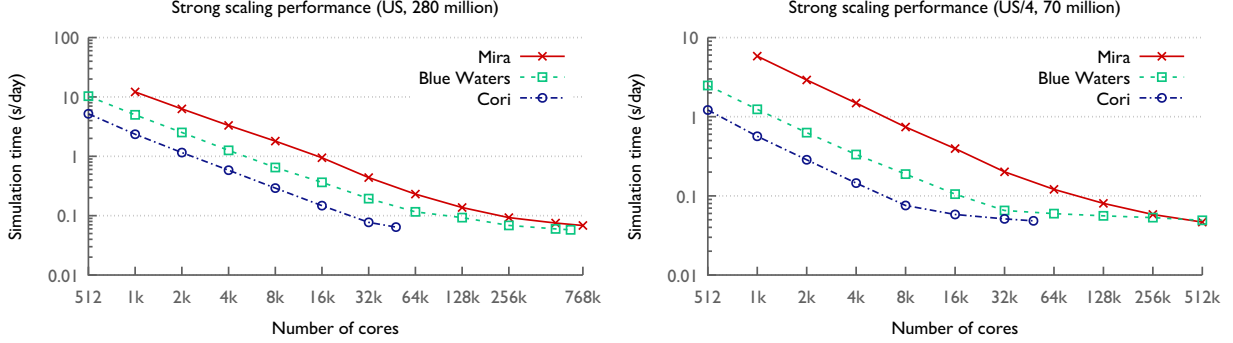 Strong scaling performance (US, 280 million)
Simulation time (s/day)
100
10
1
0.1
0.01
Mira
Blue Waters
Cori
512 1k 2k 4k 8k 16k 32k 64k 128k 256k 768k
Number of cores
Strong scaling performance (US/4, 70 million)
Simulation time (s/day)
10
1
0.1
0.01
Mira
Blue Waters
Cori
512 1k 2k 4k 8k 16k 32k 64k 128k 256k 512k
Number of cores